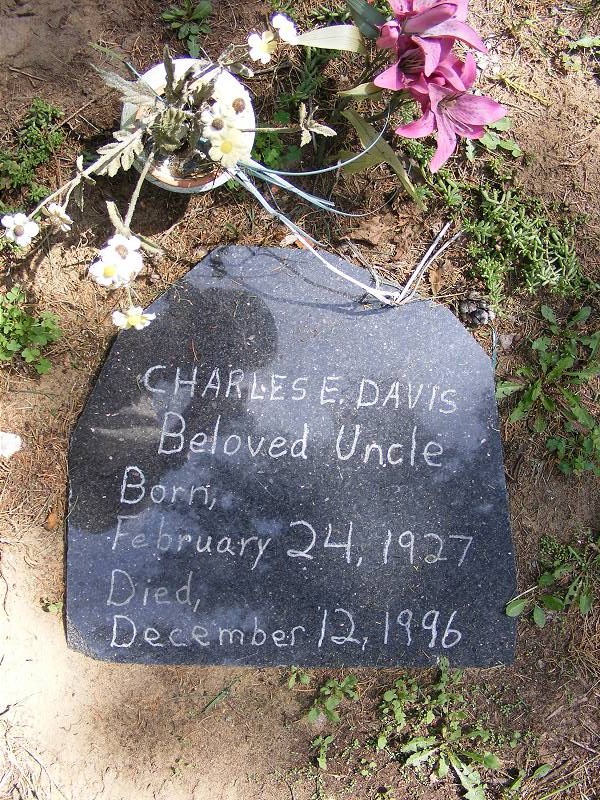 CHARLES E. DAVIS
Beloved Uncle
Born,
February 24, 1927
Died,
December 12, 1996